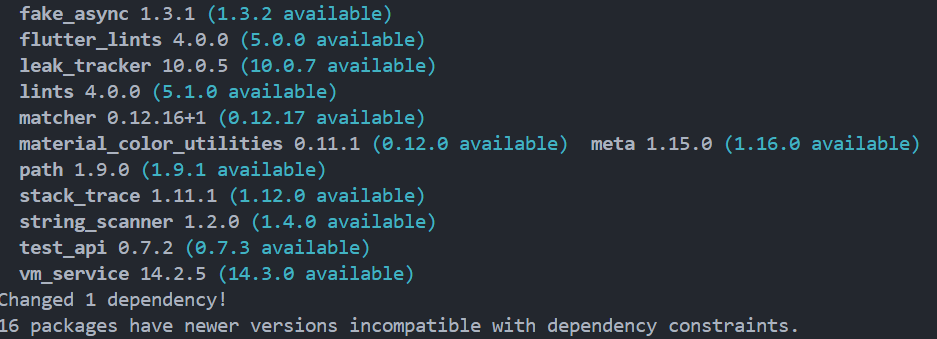 fake_async 1.3.1 (1.3.2 available)
flutter_lints 4.0.0 (5.0.0 available)
leak_tracker 10.0.5 (10.0.7 available)
lints 4.0.0 (5.1.0 available)
matcher 0.12.16+1 (0.12.17 available)
material_color_utilities 0.11.1 (0.12.0 available)  meta 1.15.0 (1.16.0 available)
path 1.9.0 (1.9.1 available)
stack_trace 1.11.1 (1.12.0 available)
string_scanner 1.2.0 (1.4.0 available)
test_api 0.7.2 (0.7.3 available)
vm_service 14.2.5 (14.3.0 available)
Changed 1 dependency!
16 packages have newer versions incompatible with dependency constraints.